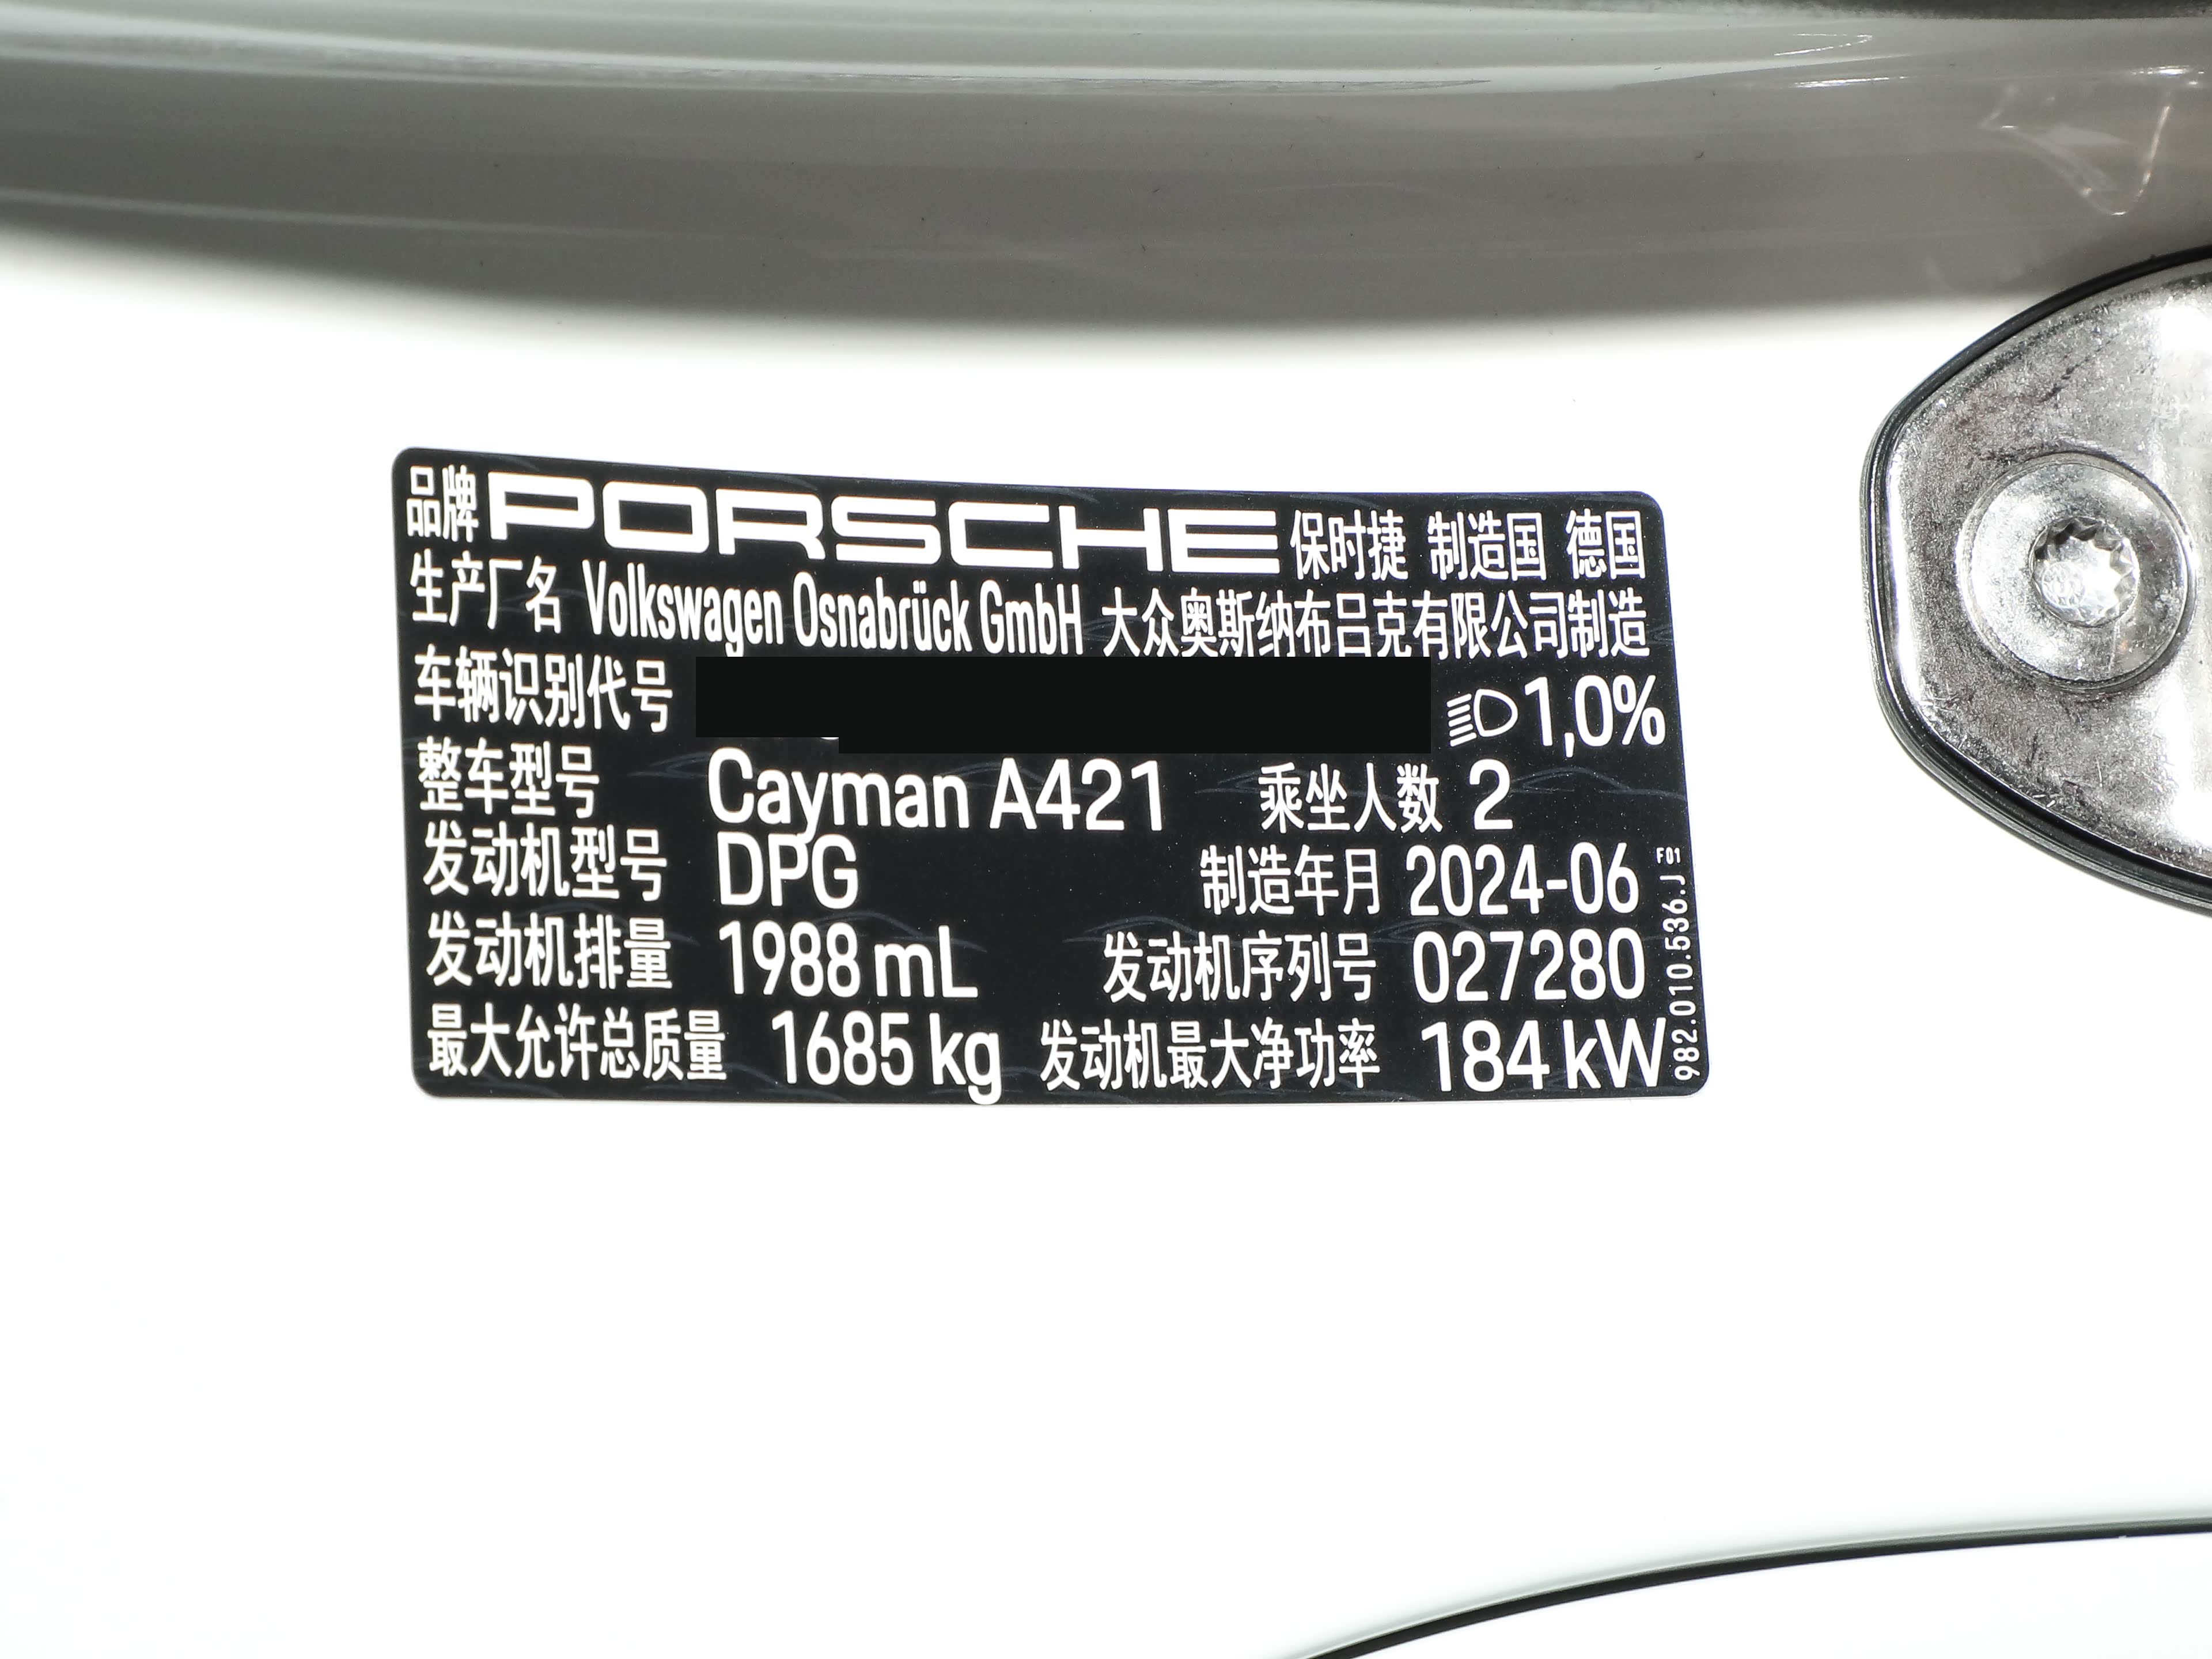 品牌 PORSCHE 保时捷 制造国 德国
生产厂名 Volkswagen Osnabrück GmbH 大众奥斯纳布吕克有限公司制造
车辆识别代号 1,0%
整车型号 Cayman A421 乘坐人数 2
发动机型号 DPG 制造年月 2024-06
发动机排量 1988 mL 发动机序列号 027280
最大允许总质量 1685 kg 发动机最大净功率 184 kW
982.010.536.J F01